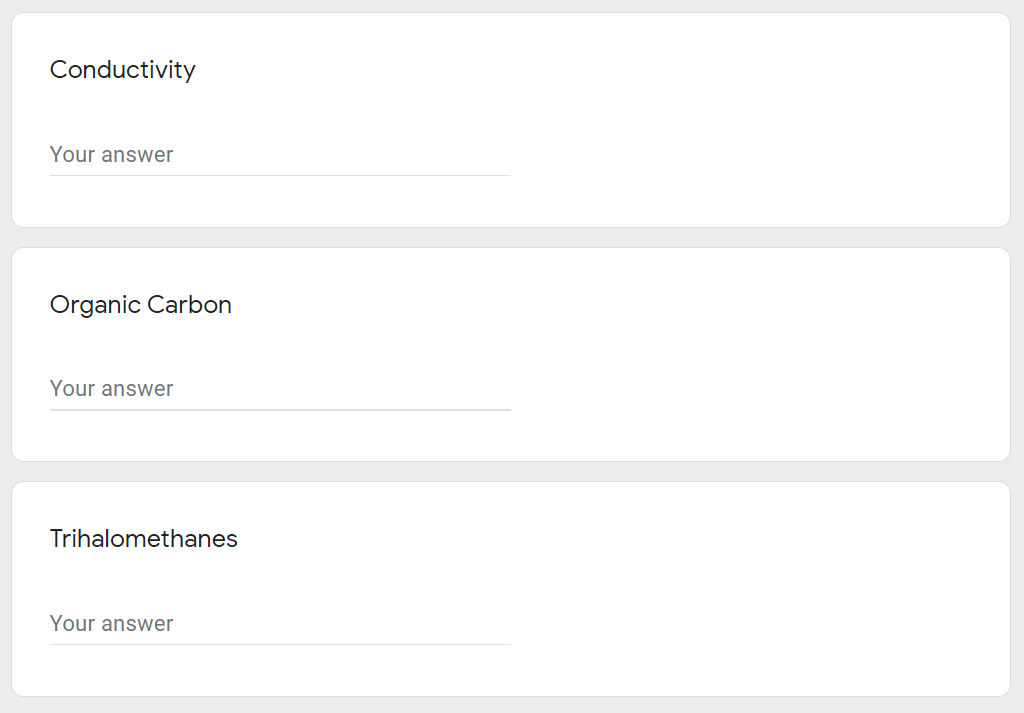 Conductivity
Your answer
Organic Carbon
Your answer
Trihalomethanes
Your answer